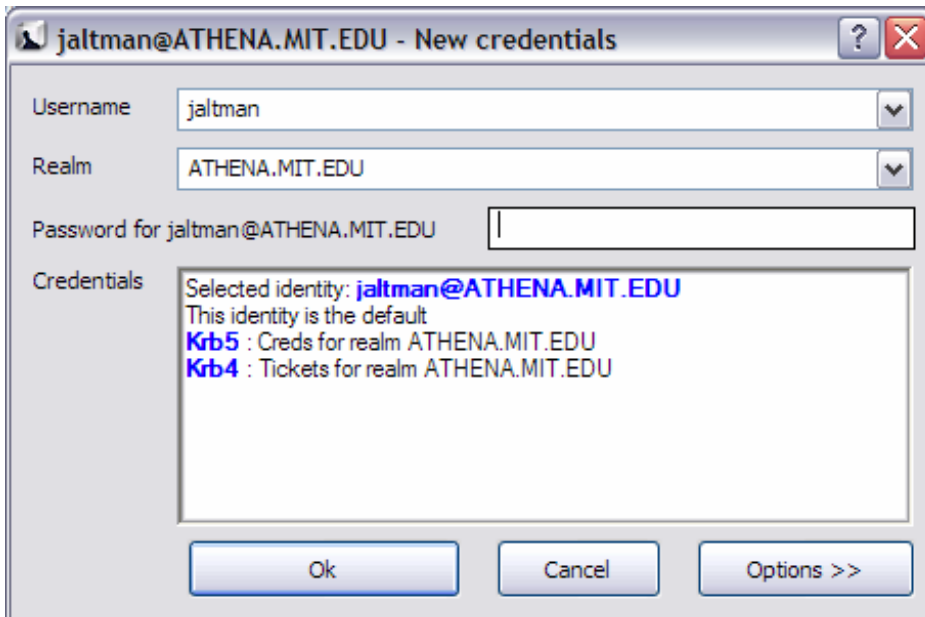 jaltman@ATHENA.MIT.EDU - New credentials
Username jaltman
Realm ATHENA.MIT.EDU
Password for jaltman@ATHENA.MIT.EDU
Credentials
Selected identity: jaltman@ATHENA.MIT.EDU
This identity is the default
Krb5 : Creds for realm ATHENA.MIT.EDU
Krb4 : Tickets for realm ATHENA.MIT.EDU
Ok Cancel Options >>